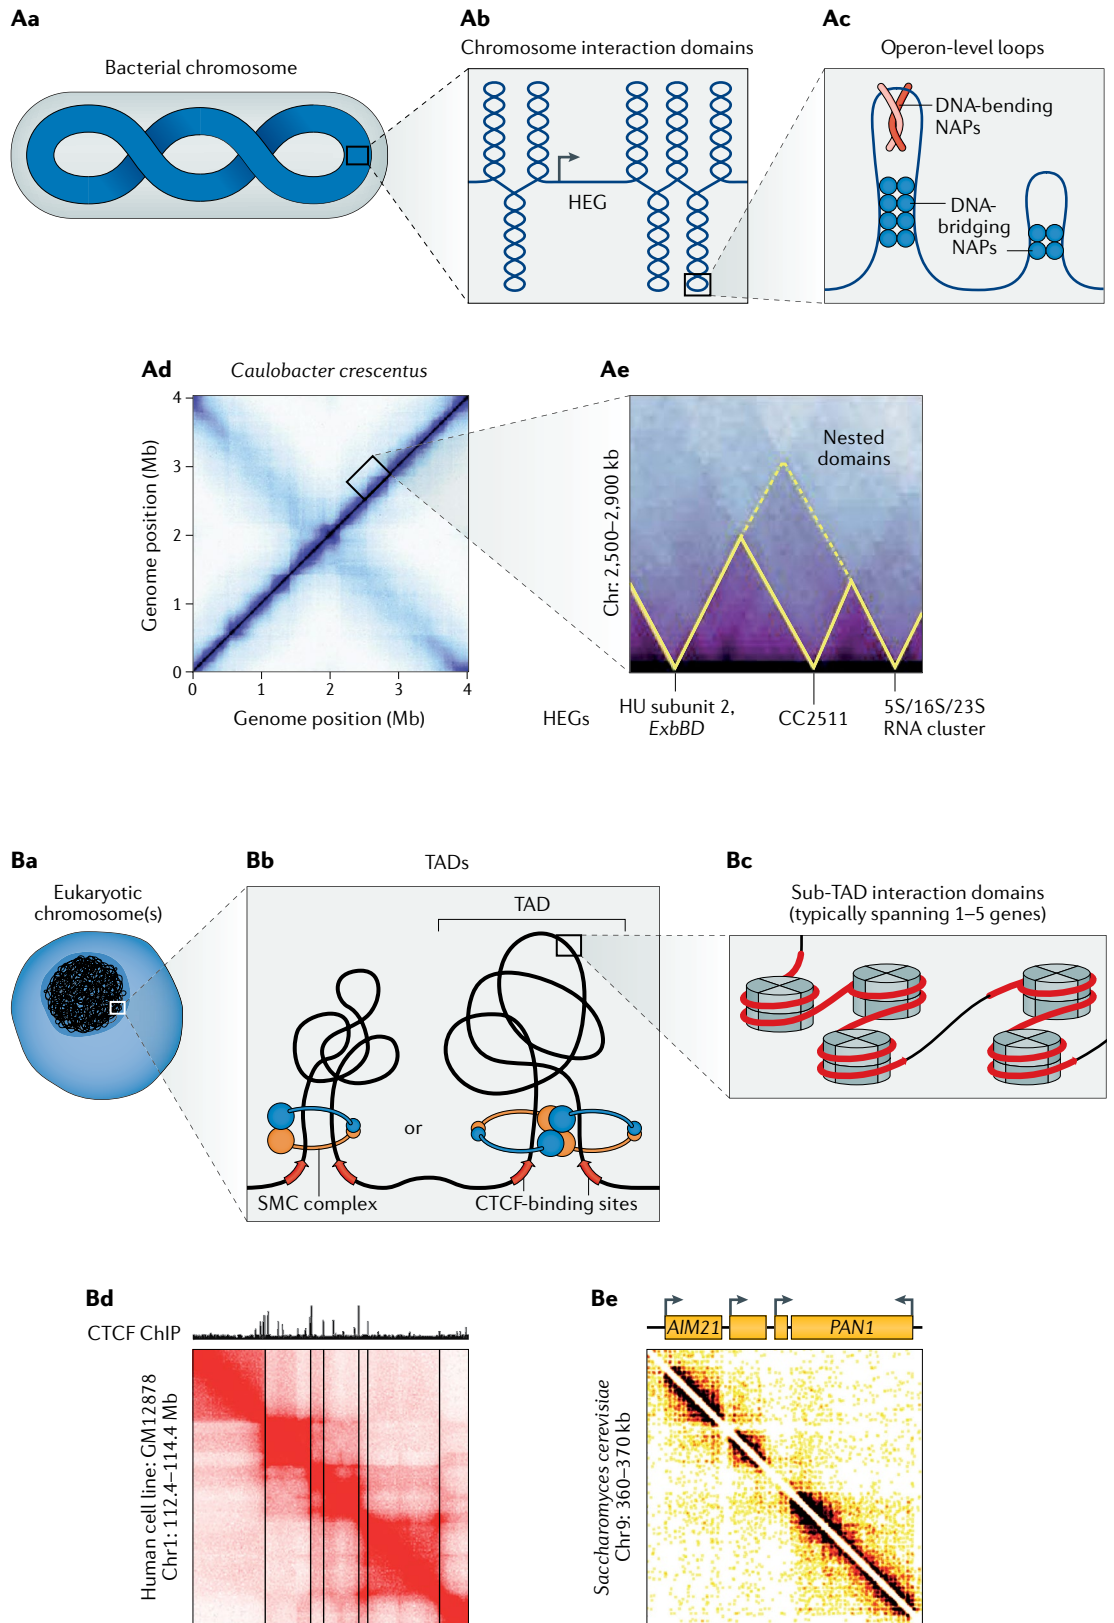 Aa
Bacterial chromosome
Ab
Chromosome interaction domains
HEG
Ac
Operon-level loops
DNA-bending
NAPs
DNA-
bridging
NAPs
Ad
Caulobacter crescentus
Genome position (Mb)
4
3
2
1
0
0
1
2
3
4
Genome position (Mb)
Ae
Chr: 2,500–2,900 kb
Nested
domains
HEGs
HU subunit 2,
ExbBD
CC2511
5S/16S/23S
RNA cluster
Ba
Eukaryotic
chromosome(s)
Bb
TADs
TAD
or
SMC complex
CTCF-binding sites
Bc
Sub-TAD interaction domains
(typically spanning 1–5 genes)
Bd
CTCF ChIP
Human cell line: GM12878
Chr1: 112.4–114.4 Mb
Be
AIM21
PAN1
Saccharomyces cerevisiae
Chr9: 360–370 kb